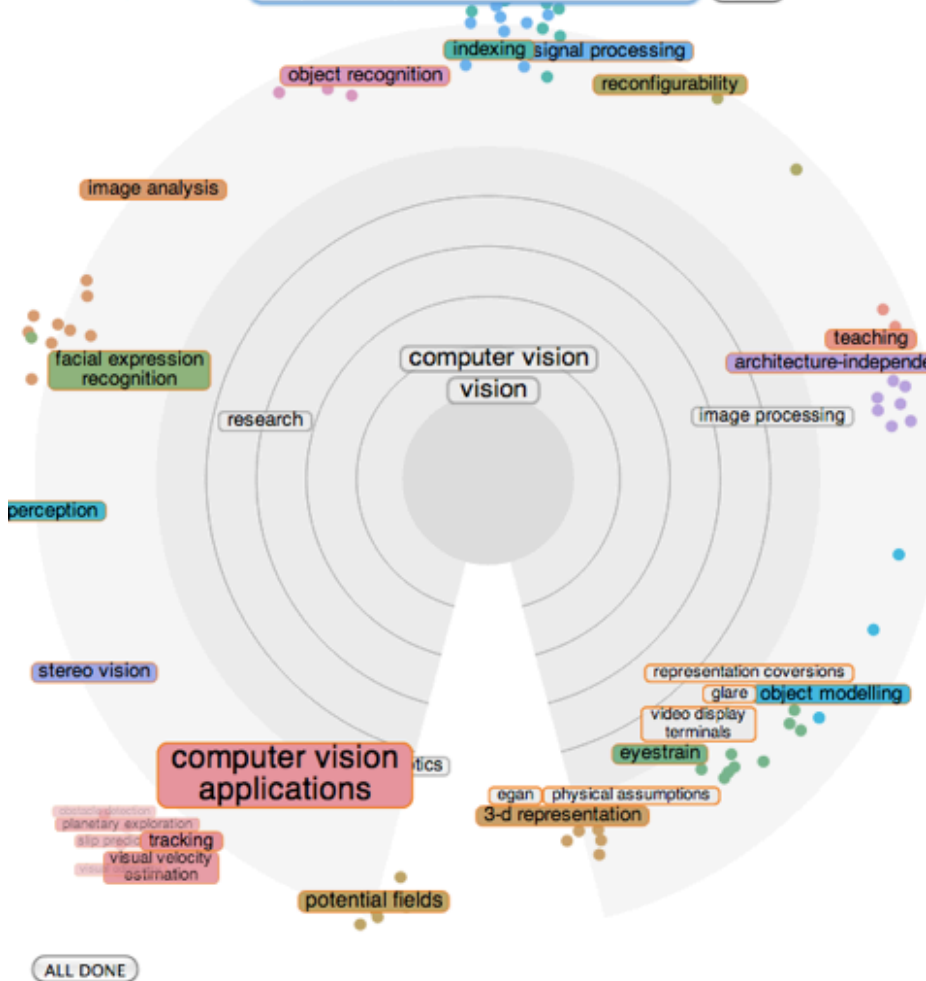 indexing
signal processing
object recognition
reconfigurability
image analysis
teaching
facial expression
recognition
architecture-independe
computer vision
vision
research
image processing
perception
stereo vision
representation coversions
glare
object modelling
video display
terminals
eyestrain
computer vision
applications
otics
egan
physical assumptions
3-d representation
planetary exploration
tracking
visual velocity
estimation
potential fields
ALL DONE